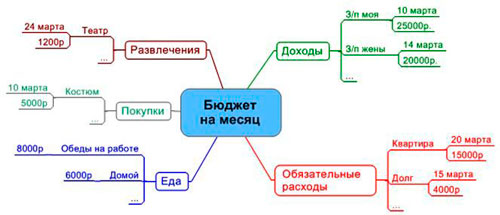 24 марта
1200р
Театр
...
Развлечения
10 марта
5000р
Костюм
...
Покупки
8000р
Обеды на работе
6000р
Домой
...
Еда
Бюджет
на месяц
Доходы
З/п моя
10 марта
25000р.
З/п жены
14 марта
20000р.
...
Обязательные
расходы
Квартира
20 марта
15000р
Долг
15 марта
4000р
...